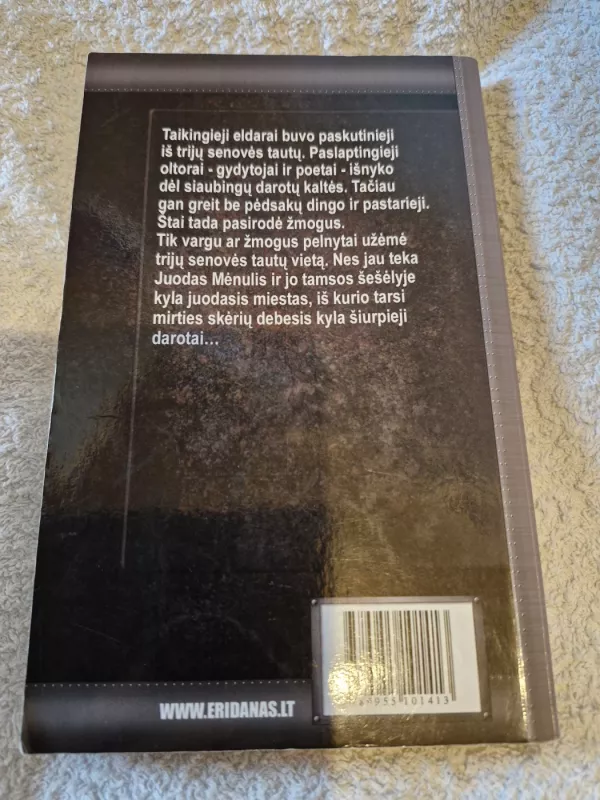 Taikingieji eldarai buvo paskutinieji
iš trijų senovės tautų. Paslaptingieji
oltorai - gydytojai ir poetai - išnyko
dėl siaubingų darotų kaltės. Tačiau
gan greit be pėdsakų dingo ir pastarieji.
Štai tada pasirodė žmogus.
Tik vargu ar žmogus pelnytai užėmė
trijų senovės tautų vietą. Nes jau teka
Juodas Mėnulis ir jo tamsos šešėlyje
kyla juodasis miestas, iš kurio tarsi
mirties skėrių debesis kyla šiurpieji
darotai...
WWW.ERIDANAS.LT